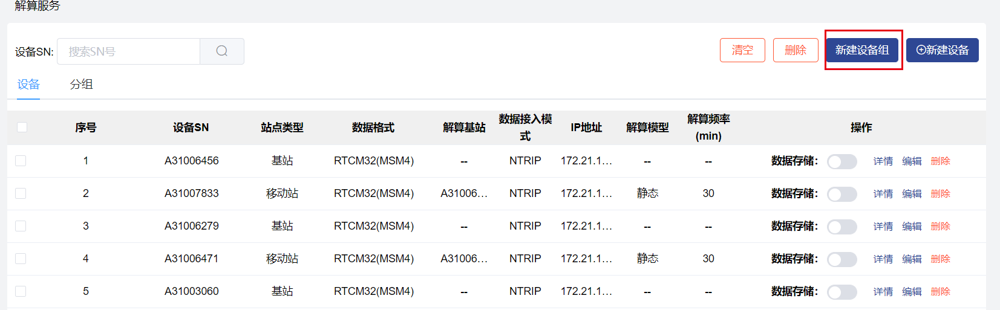 解算服务
设备SN: 搜索SN号 清空 删除 新建设备组 新建设备
设备 分组
序号 设备SN 站点类型 数据格式 解算基站 数据接入模式 IP地址 解算模型 解算频率(min) 操作
1 A31006456 基站 RTCM32(MSM4) -- NTRIP 172.21.1... -- -- 数据存储: 详情 编辑 删除
2 A31007833 移动站 RTCM32(MSM4) A31006... NTRIP 172.21.1... 静态 30 数据存储: 详情 编辑 删除
3 A31006279 基站 RTCM32(MSM4) -- NTRIP 172.21.1... -- -- 数据存储: 详情 编辑 删除
4 A31006471 移动站 RTCM32(MSM4) A31006... NTRIP 172.21.1... 静态 30 数据存储: 详情 编辑 删除
5 A31003060 基站 RTCM32(MSM4) -- NTRIP 172.21.1... -- -- 数据存储: 详情 编辑 删除